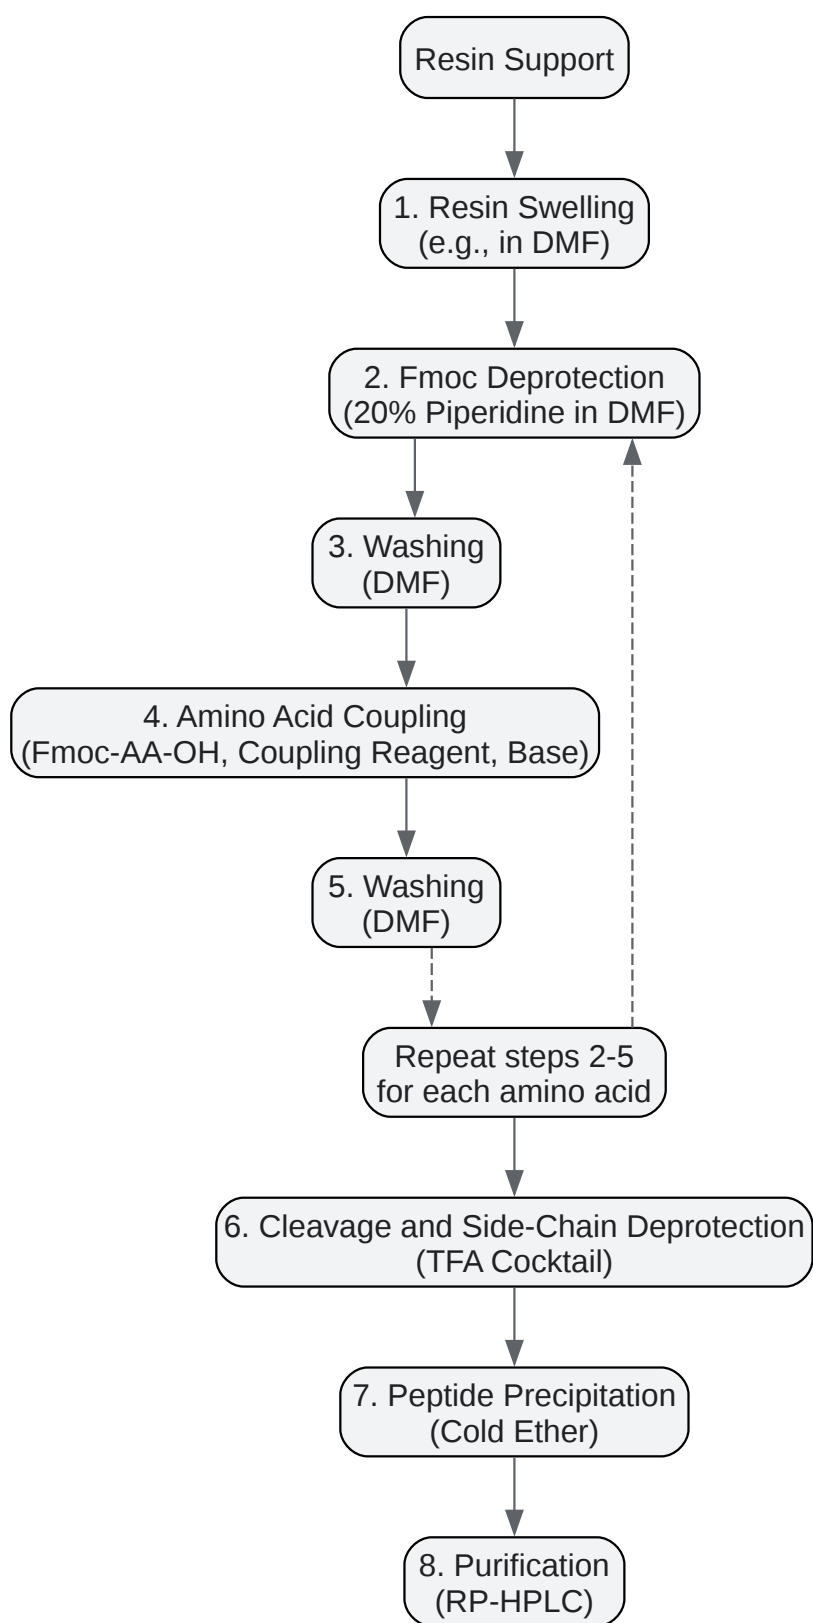 Resin Support
1. Resin Swelling
(e.g., in DMF)
2. Fmoc Deprotection
(20% Piperidine in DMF)
3. Washing
(DMF)
4. Amino Acid Coupling
(Fmoc-AA-OH, Coupling Reagent, Base)
5. Washing
(DMF)
Repeat steps 2-5
for each amino acid
6. Cleavage and Side-Chain Deprotection
(TFA Cocktail)
7. Peptide Precipitation
(Cold Ether)
8. Purification
(RP-HPLC)